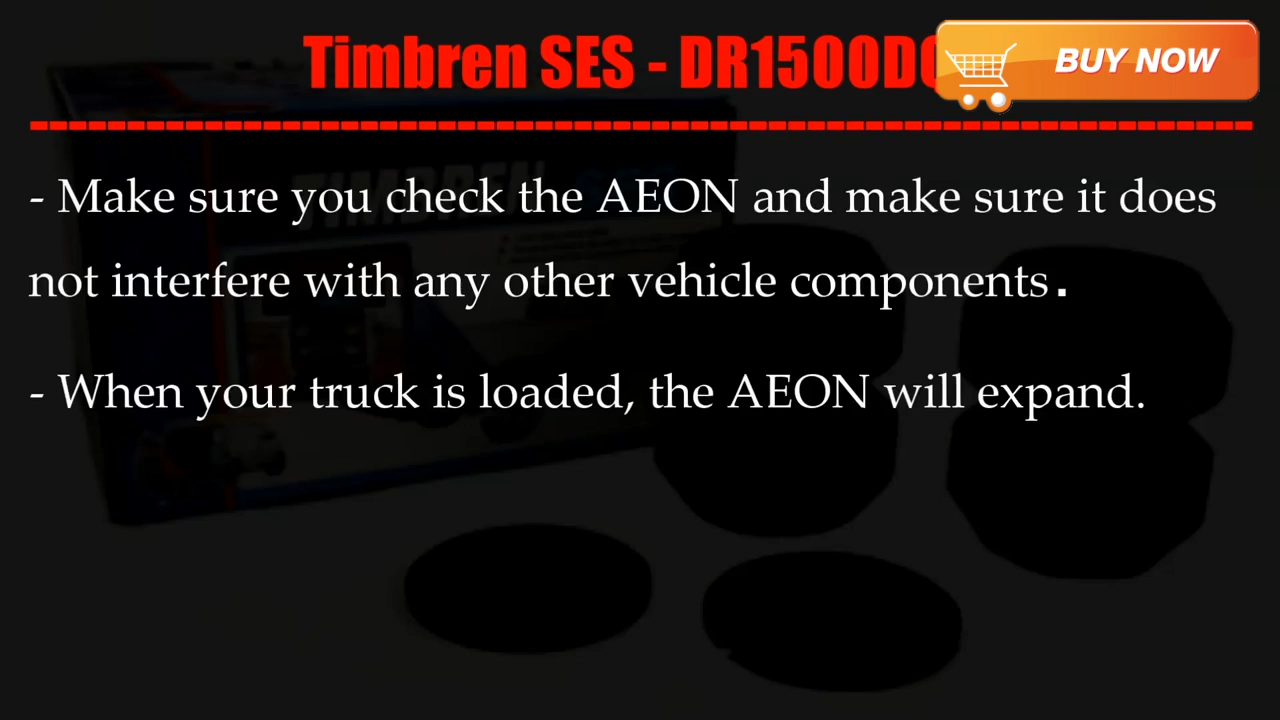 Timbren SES - DR1500D
BUY NOW
- Make sure you check the AEON and make sure it does
not interfere with any other vehicle components.
- When your truck is loaded, the AEON will expand.
TIMBREN